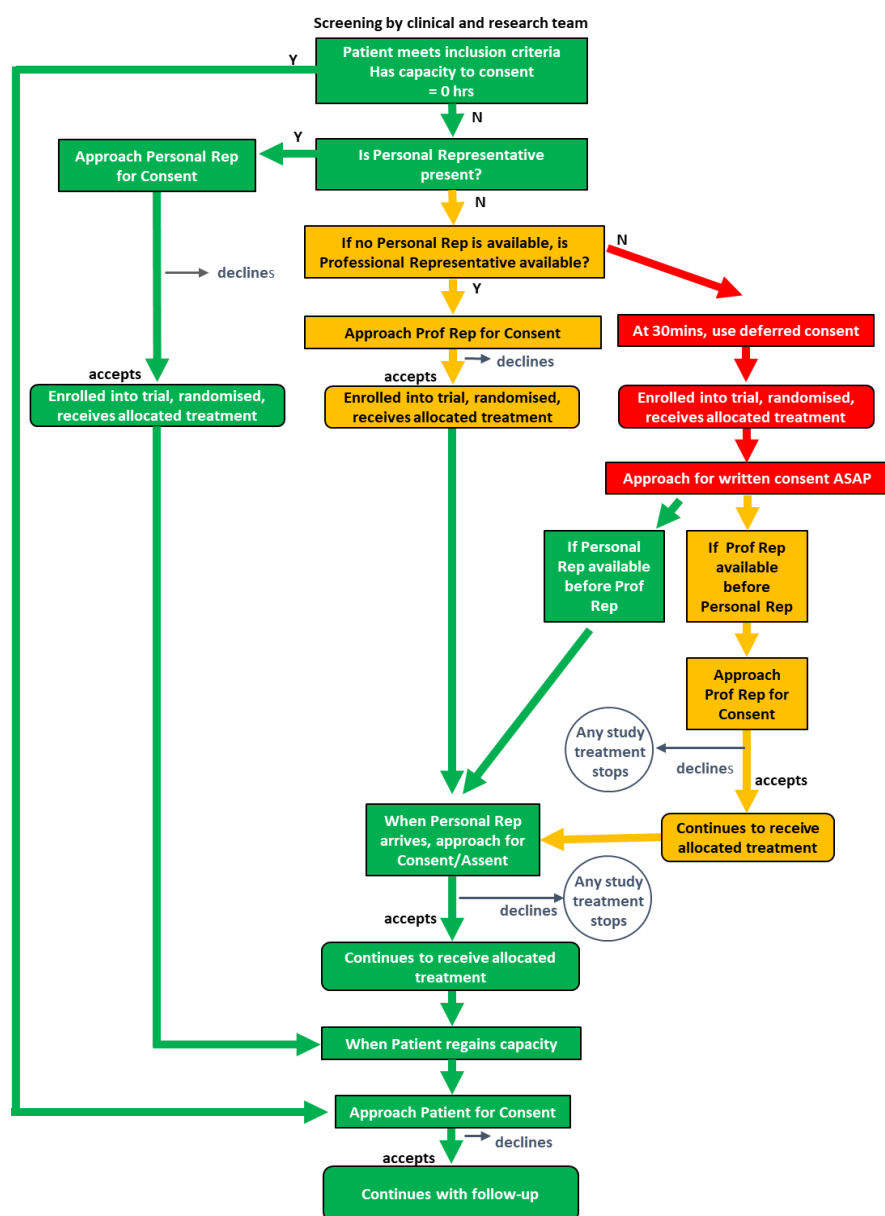 Screening by clinical and research team
Patient meets inclusion criteria
Has capacity to consent
= 0 hrs
Y
N
Y
Approach Personal Rep
for Consent
Is Personal Representative
present?
N
If no Personal Rep is available, is
Professional Representative available?
N
declines
Y
Approach Prof Rep for Consent
At 30mins, use deferred consent
declines
accepts
accepts
Enrolled into trial, randomised,
receives allocated treatment
Enrolled into trial, randomised,
receives allocated treatment
Enrolled into trial, randomised,
receives allocated treatment
Approach for written consent ASAP
If Personal
Rep available
before Prof
Rep
If Prof Rep
available
before
Personal Rep
Approach
Prof Rep for
Consent
Any study
treatment
stops
declines
accepts
When Personal Rep
arrives, approach for
Consent/Assent
Continues to receive
allocated treatment
Any study
treatment
stops
declines
accepts
Continues to receive allocated
treatment
When Patient regains capacity
Approach Patient for Consent
declines
accepts
Continues with follow-up